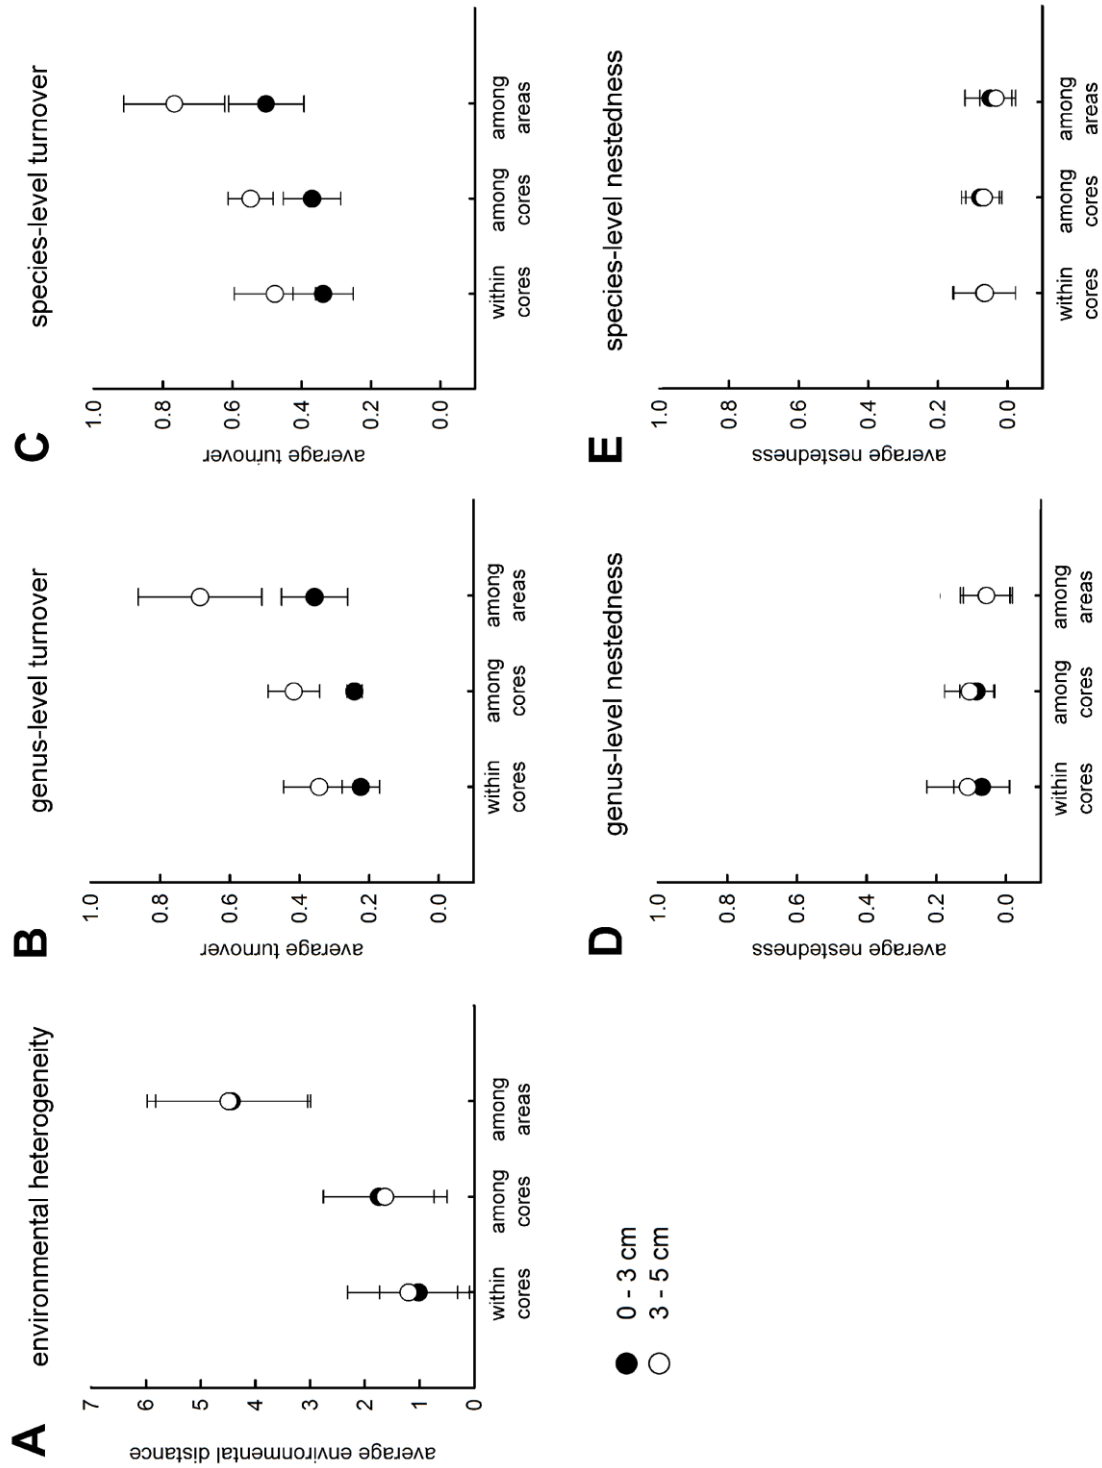 A
environmental heterogeneity
average environmental distance
7
6
5
4
3
2
1
0
within
cores
among
cores
among
areas
B
genus-level turnover
average turnover
1.0
0.8
0.6
0.4
0.2
0.0
within
cores
among
cores
among
areas
C
species-level turnover
average turnover
1.0
0.8
0.6
0.4
0.2
0.0
within
cores
among
cores
among
areas
0 - 3 cm
3 - 5 cm
D
genus-level nestedness
average nestedness
1.0
0.8
0.6
0.4
0.2
0.0
within
cores
among
cores
among
areas
E
species-level nestedness
average nestedness
1.0
0.8
0.6
0.4
0.2
0.0
within
cores
among
cores
among
areas